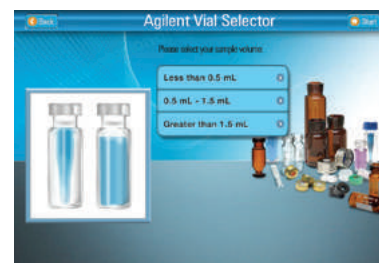 Back
Agilent Vial Selector
Start
Please select your sample volume.
Less than 0.5 mL
0.5 mL - 1.5 mL
Greater than 1.5 mL